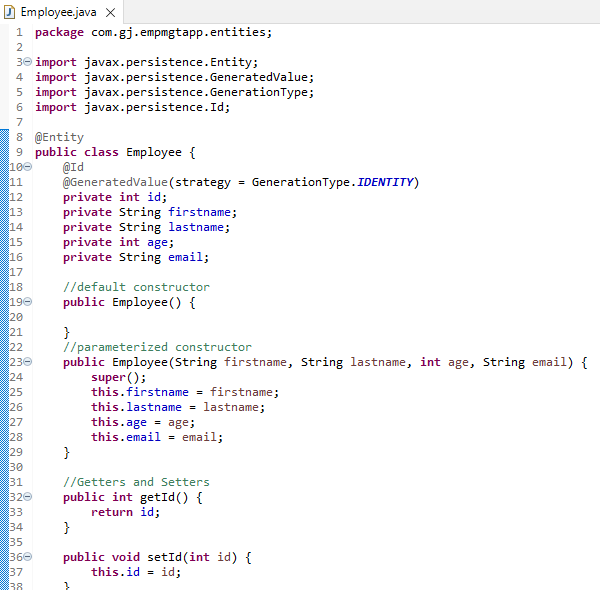 Employee.java
1 package com.gj.empmgtapp.entities;
2
3 import javax.persistence.Entity;
4 import javax.persistence.GeneratedValue;
5 import javax.persistence.GenerationType;
6 import javax.persistence.Id;
7
8 @Entity
9 public class Employee {
10     @Id
11     @GeneratedValue(strategy = GenerationType.IDENTITY)
12     private int id;
13     private String firstname;
14     private String lastname;
15     private int age;
16     private String email;
17
18     //default constructor
19     public Employee() {
20
21     }
22     //parameterized constructor
23     public Employee(String firstname, String lastname, int age, String email) {
24         super();
25         this.firstname = firstname;
26         this.lastname = lastname;
27         this.age = age;
28         this.email = email;
29     }
30
31     //Getters and Setters
32     public int getId() {
33         return id;
34     }
35
36     public void setId(int id) {
37         this.id = id;
38     }